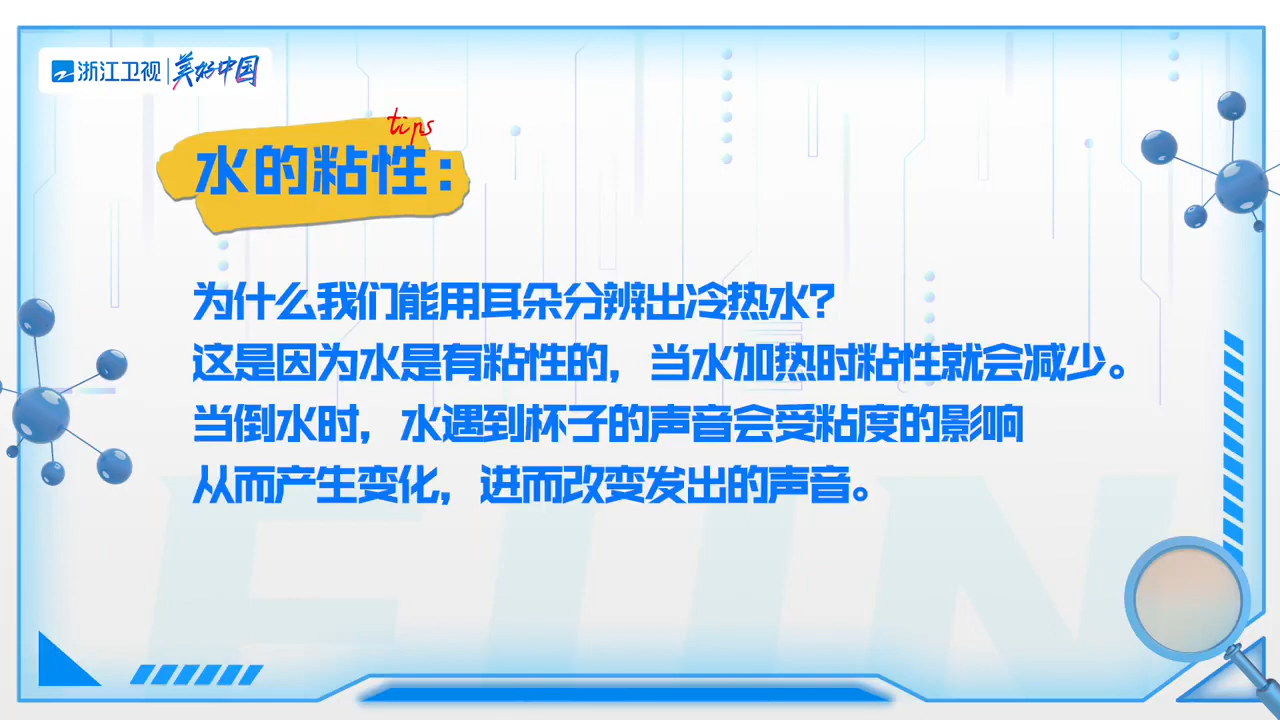 浙江卫视 美好中国
tips
水的粘性：
为什么我们能用耳朵分辨出冷热水？
这是因为水是有粘性的，当水加热时粘性就会减少。
当倒水时，水遇到杯子的声音会受粘度的影响
从而产生变化，进而改变发出的声音。
FUN